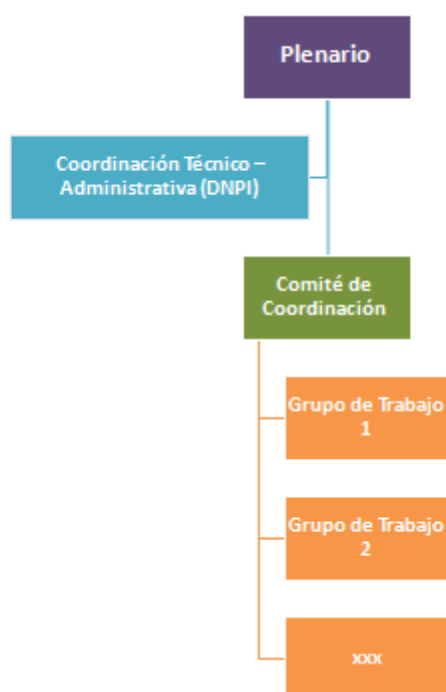 Plenario
Coordinación Técnico –
Administrativa (DNPI)
Comité de
Coordinación
Grupo de Trabajo
1
Grupo de Trabajo
2
xxx